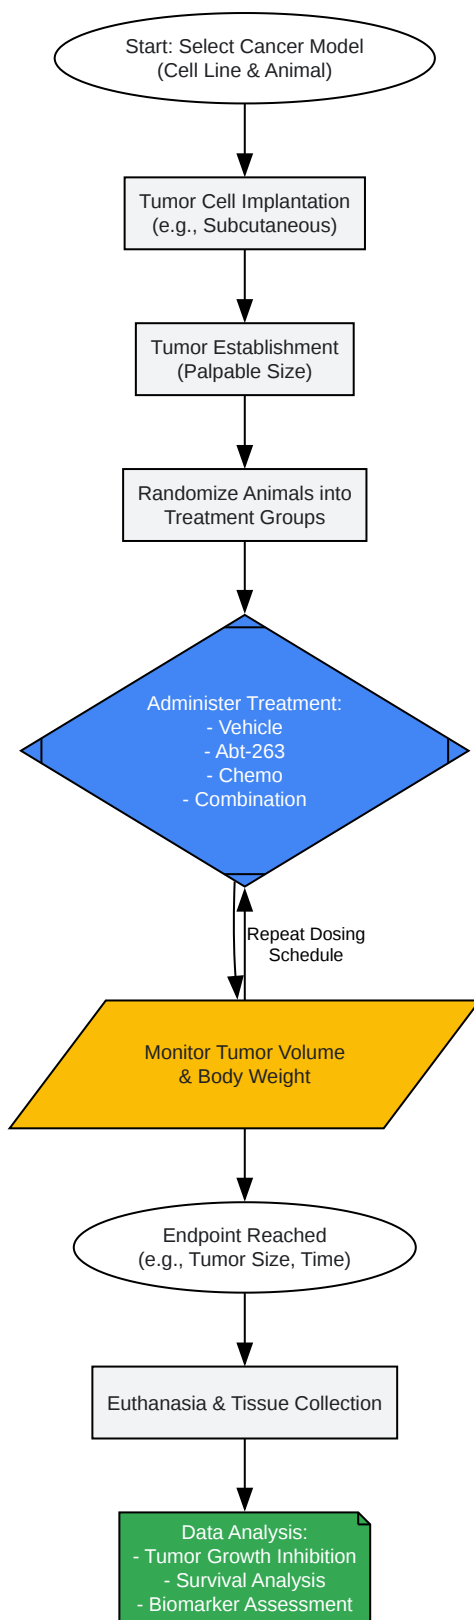 Start: Select Cancer Model
(Cell Line & Animal)
Tumor Cell Implantation
(e.g., Subcutaneous)
Tumor Establishment
(Palpable Size)
Randomize Animals into
Treatment Groups
Administer Treatment:
- Vehicle
- Abt-263
- Chemo
- Combination
Repeat Dosing
Schedule
Monitor Tumor Volume
& Body Weight
Endpoint Reached
(e.g., Tumor Size, Time)
Euthanasia & Tissue Collection
Data Analysis:
- Tumor Growth Inhibition
- Survival Analysis
- Biomarker Assessment